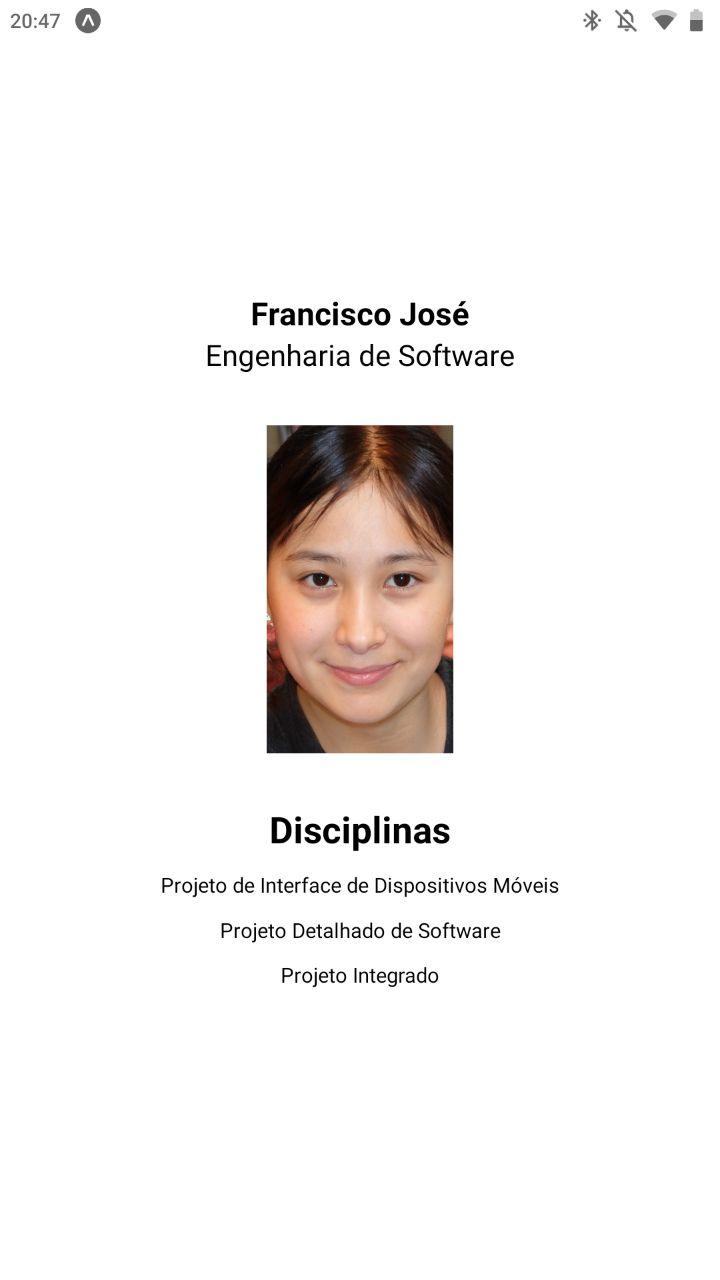 20:47
Francisco José
Engenharia de Software
Disciplinas
Projeto de Interface de Dispositivos Móveis
Projeto Detalhado de Software
Projeto Integrado